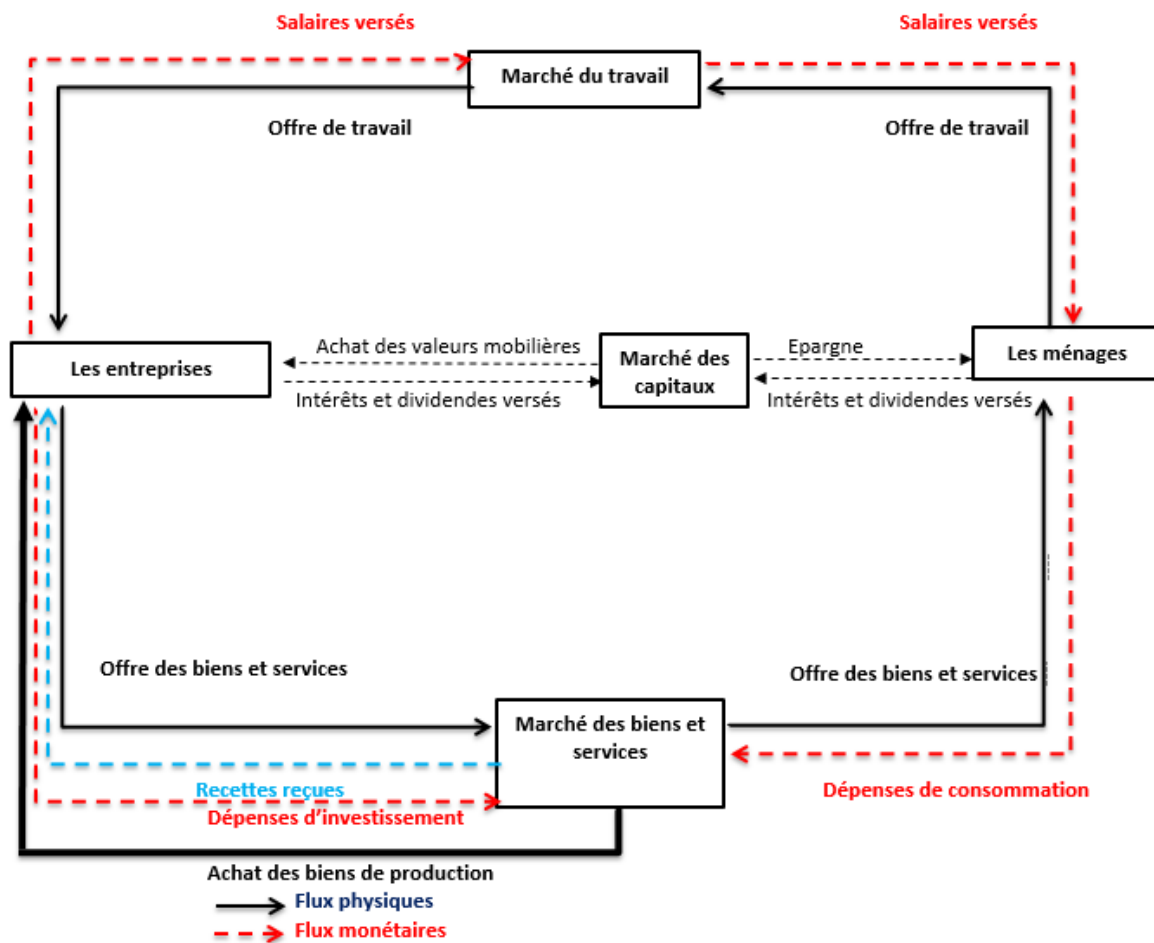 Salaires versés
Salaires versés
Marché du travail
Offre de travail
Offre de travail
Achat des valeurs mobilières
Marché des
capitaux
Epargne
Les ménages
Les entreprises
Intérêts et dividendes versés
Intérêts et dividendes versés
Offre des biens et services
Offre des biens et services
Marché des biens et
services
Recettes reçues
Dépenses de consommation
Dépenses d’investissement
Achat des biens de production
Flux physiques
Flux monétaires